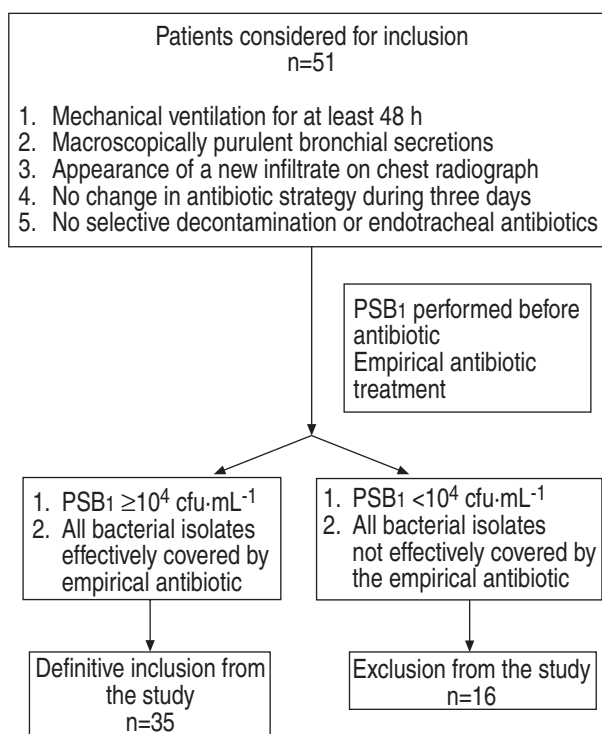 Patients considered for inclusion
n=51
1. Mechanical ventilation for at least 48 h
2. Macroscopically purulent bronchial secretions
3. Appearance of a new infiltrate on chest radiograph
4. No change in antibiotic strategy during three days
5. No selective decontamination or endotracheal antibiotics
PSB1 performed before
antibiotic
Empirical antibiotic
treatment
1. PSB1 ≥10⁴ cfu·mL⁻¹
2. All bacterial isolates
effectively covered by
empirical antibiotic
1. PSB1 <10⁴ cfu·mL⁻¹
2. All bacterial isolates
not effectively covered by
the empirical antibiotic
Definitive inclusion from
the study
n=35
Exclusion from the study
n=16